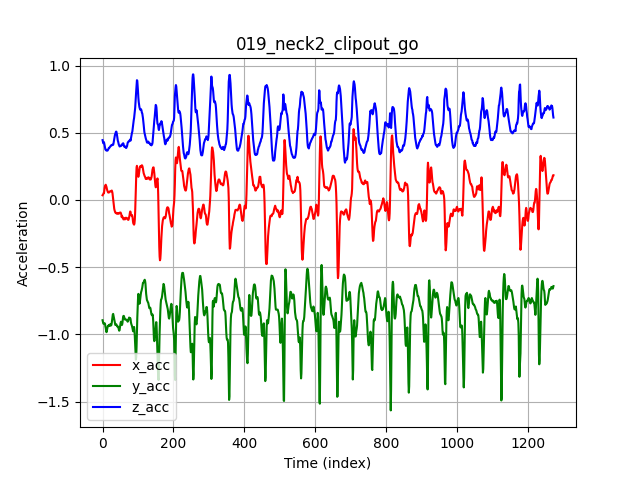 019_neck2_clipout_go
1.0
0.5
0.0
−0.5
−1.0
−1.5
Acceleration
x_acc
y_acc
z_acc
0 200 400 600 800 1000 1200
Time (index)